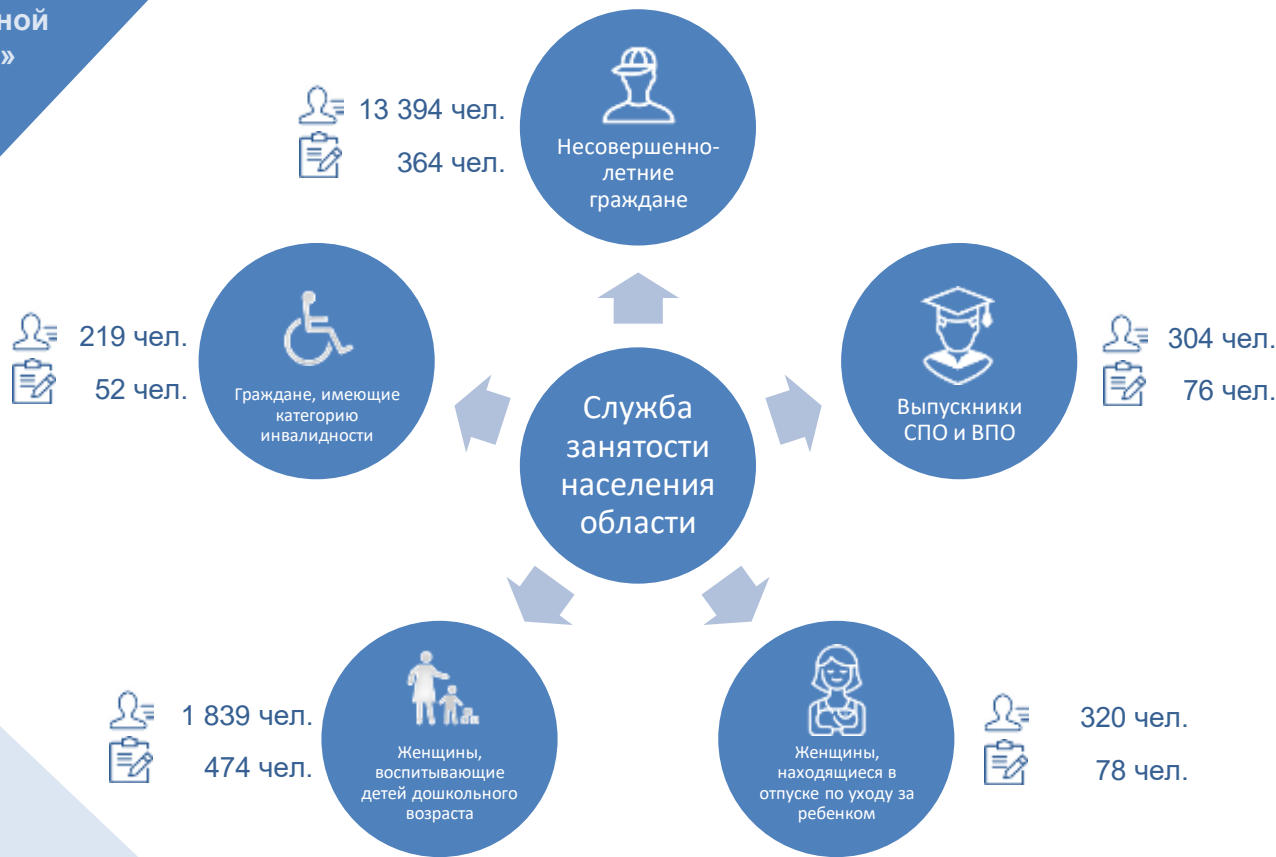 ной
»
13 394 чел.
364 чел.
Несовершенно-
летние
граждане
219 чел.
52 чел.
Граждане, имеющие
категорию
инвалидности
Выпускники
СПО и ВПО
304 чел.
76 чел.
Служба
занятости
населения
области
1 839 чел.
474 чел.
Женщины,
воспитывающие
детей дошкольного
возраста
Женщины,
находящиеся в
отпуске по уходу за
ребенком
320 чел.
78 чел.